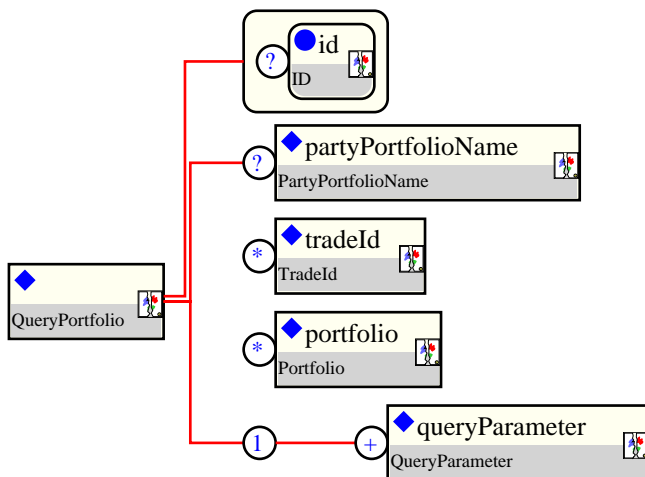 ? id
ID
partyPortfolioName
? PartyPortfolioName
tradeId
* TradeId
QueryPortfolio
portfolio
* Portfolio
1 + queryParameter
QueryParameter